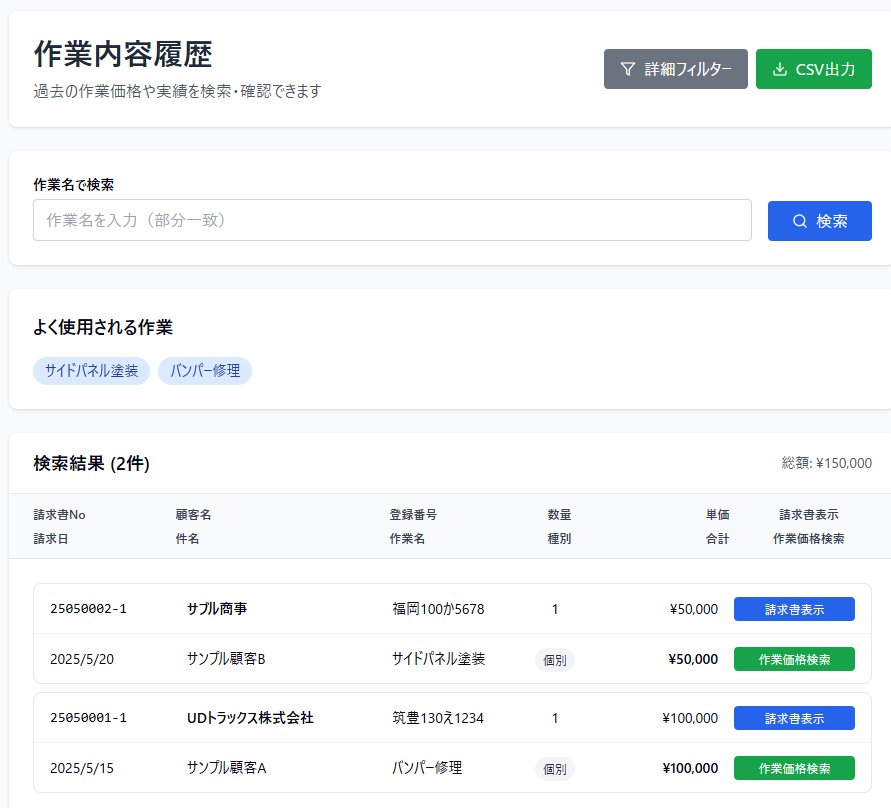 作業内容履歴
過去の作業価格や実績を検索・確認できます
詳細フィルター
CSV出力
作業名で検索
作業名を入力（部分一致）
検索
よく使用される作業
サイドパネル塗装 バンパー修理
検索結果 (2件)
総額: ¥150,000
請求書No 顧客名 登録番号 数量 単価 請求書表示
請求日 件名 作業名 種別 合計 作業価格検索
25050002-1 サブル商事 福岡100か5678 1 ¥50,000 請求書表示
2025/5/20 サンプル顧客B サイドパネル塗装 個別 ¥50,000 作業価格検索
25050001-1 UDトラックス株式会社 筑豊130え1234 1 ¥100,000 請求書表示
2025/5/15 サンプル顧客A バンパー修理 個別 ¥100,000 作業価格検索